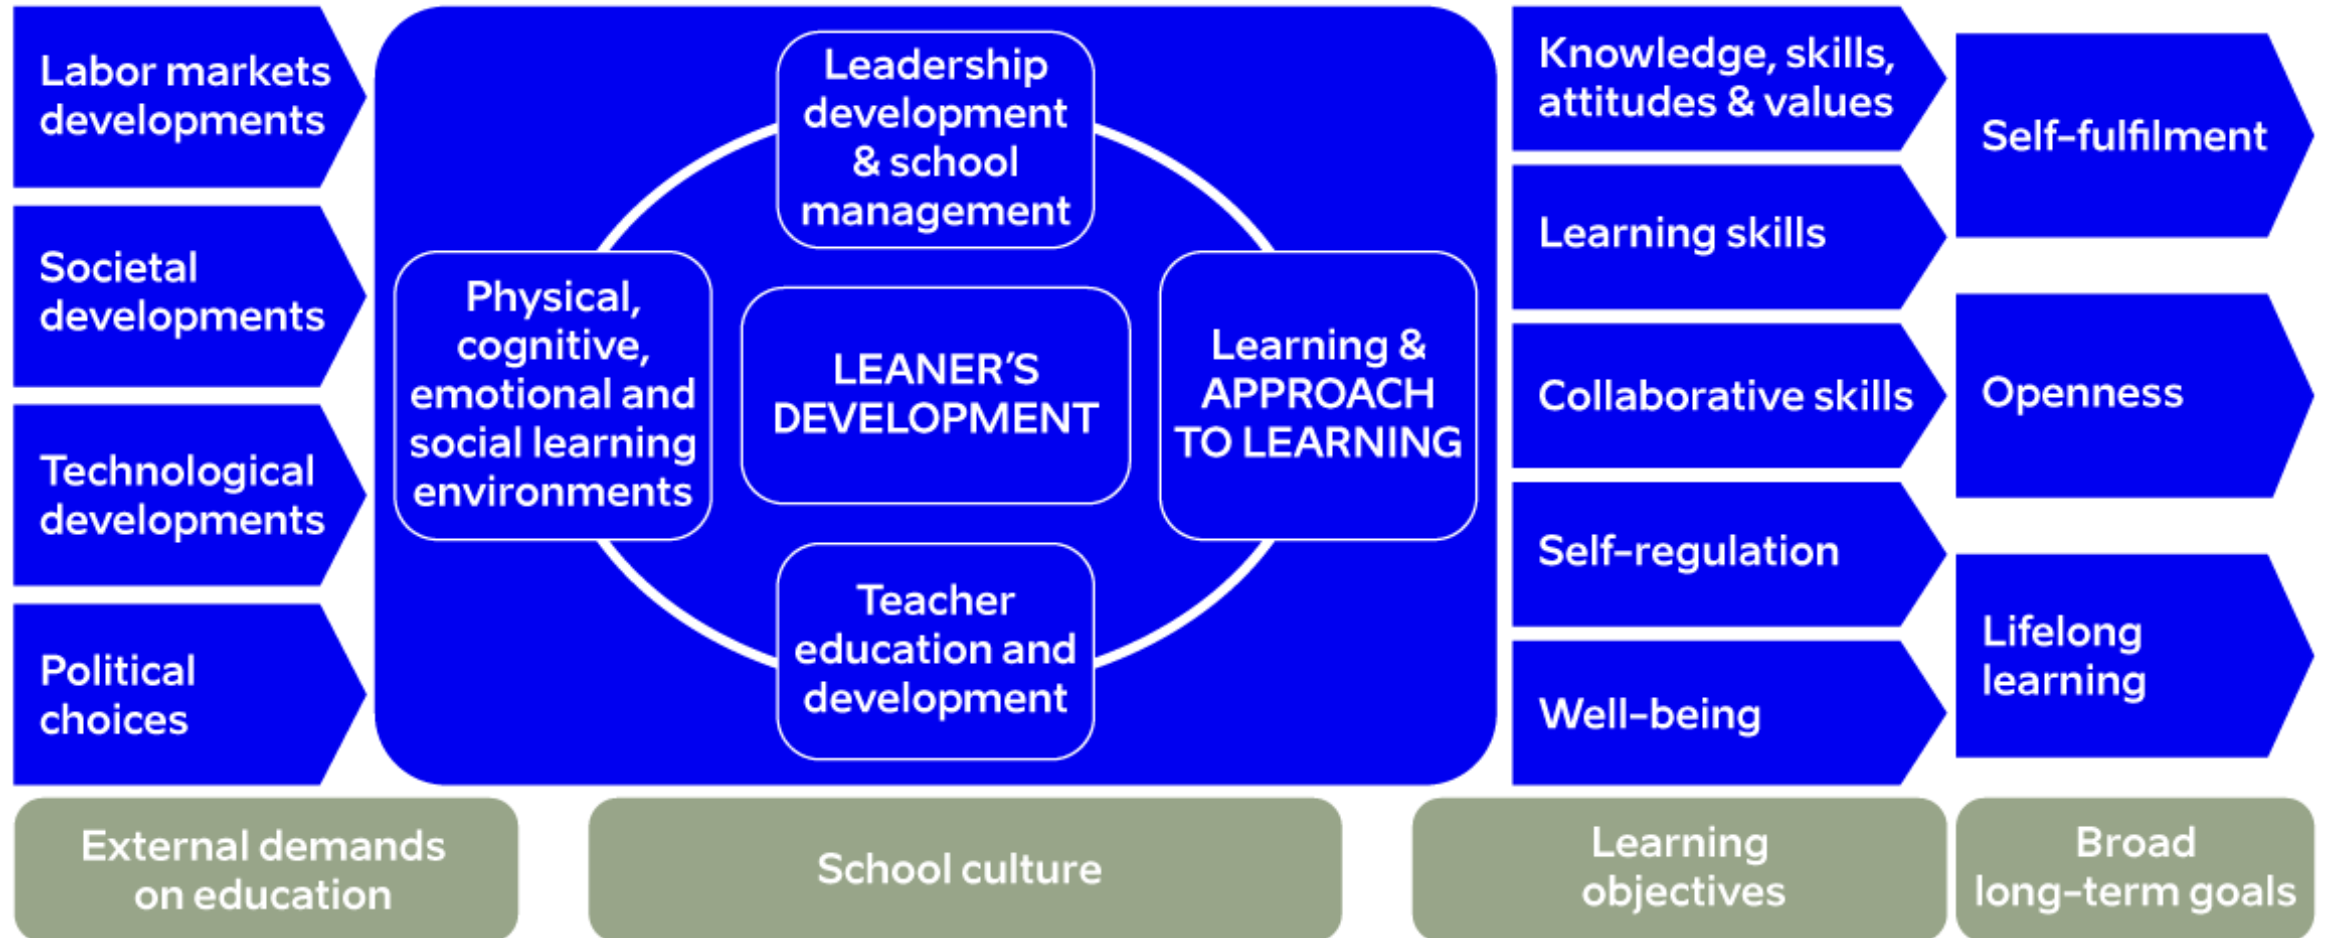 Labor markets
developments
Societal
developments
Technological
developments
Political
choices
Leadership
development
& school
management
Physical,
cognitive,
emotional and
social learning
environments
LEANER'S
DEVELOPMENT
Learning &
APPROACH
TO LEARNING
Teacher
education and
development
Knowledge, skills,
attitudes & values
Learning skills
Collaborative skills
Self-regulation
Well-being
Self-fulfilment
Openness
Lifelong
learning
External demands
on education
School culture
Learning
objectives
Broad
long-term goals